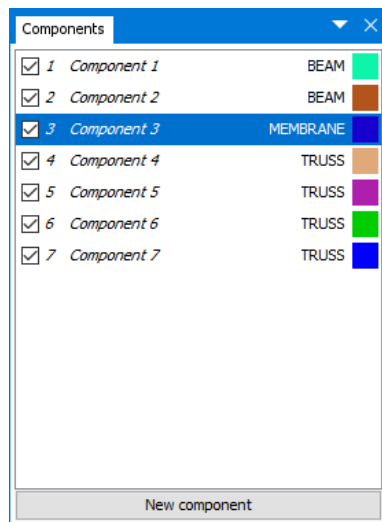 Components
1 Component 1 BEAM
2 Component 2 BEAM
3 Component 3 MEMBRANE
4 Component 4 TRUSS
5 Component 5 TRUSS
6 Component 6 TRUSS
7 Component 7 TRUSS
New component